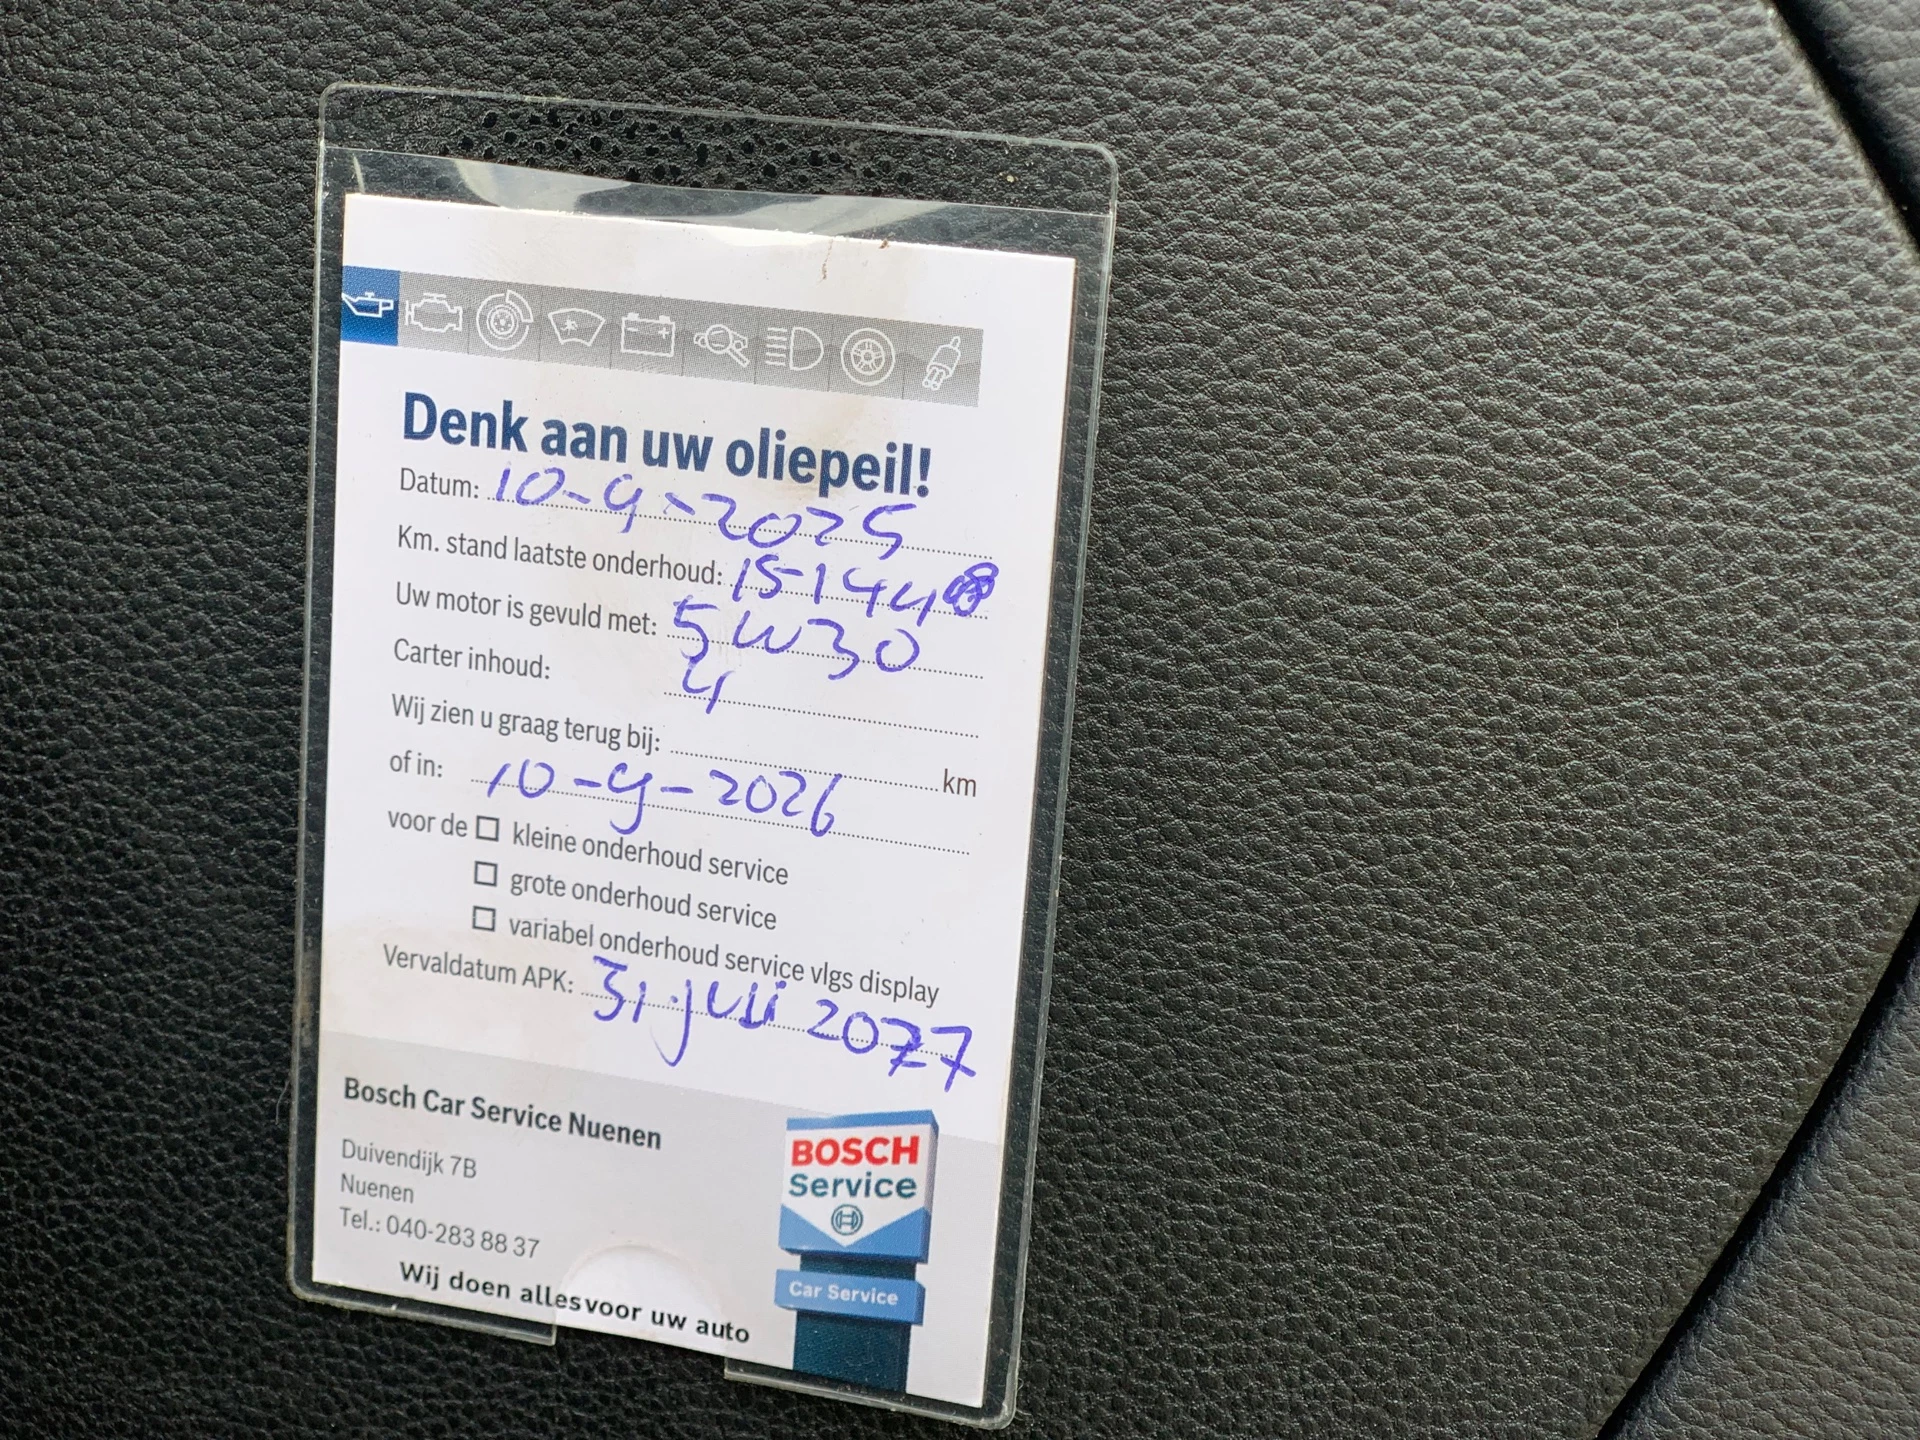 Denk aan uw oliepeil!
Datum: 10-9-2025
Km. stand laatste onderhoud: 151448
Uw motor is gevuld met: 5W30
Carter inhoud: 4
Wij zien u graag terug bij: km
of in: 10-9-2026
voor de □ kleine onderhoud service
□ grote onderhoud service
□ variabel onderhoud service vlgs display
Vervaldatum APK: 31 juli 2027
Bosch Car Service Nuenen
Duivendijk 7B
Nuenen
Tel.: 040-283 88 37
Wij doen allesvoor uw auto
BOSCH
Service
Car Service